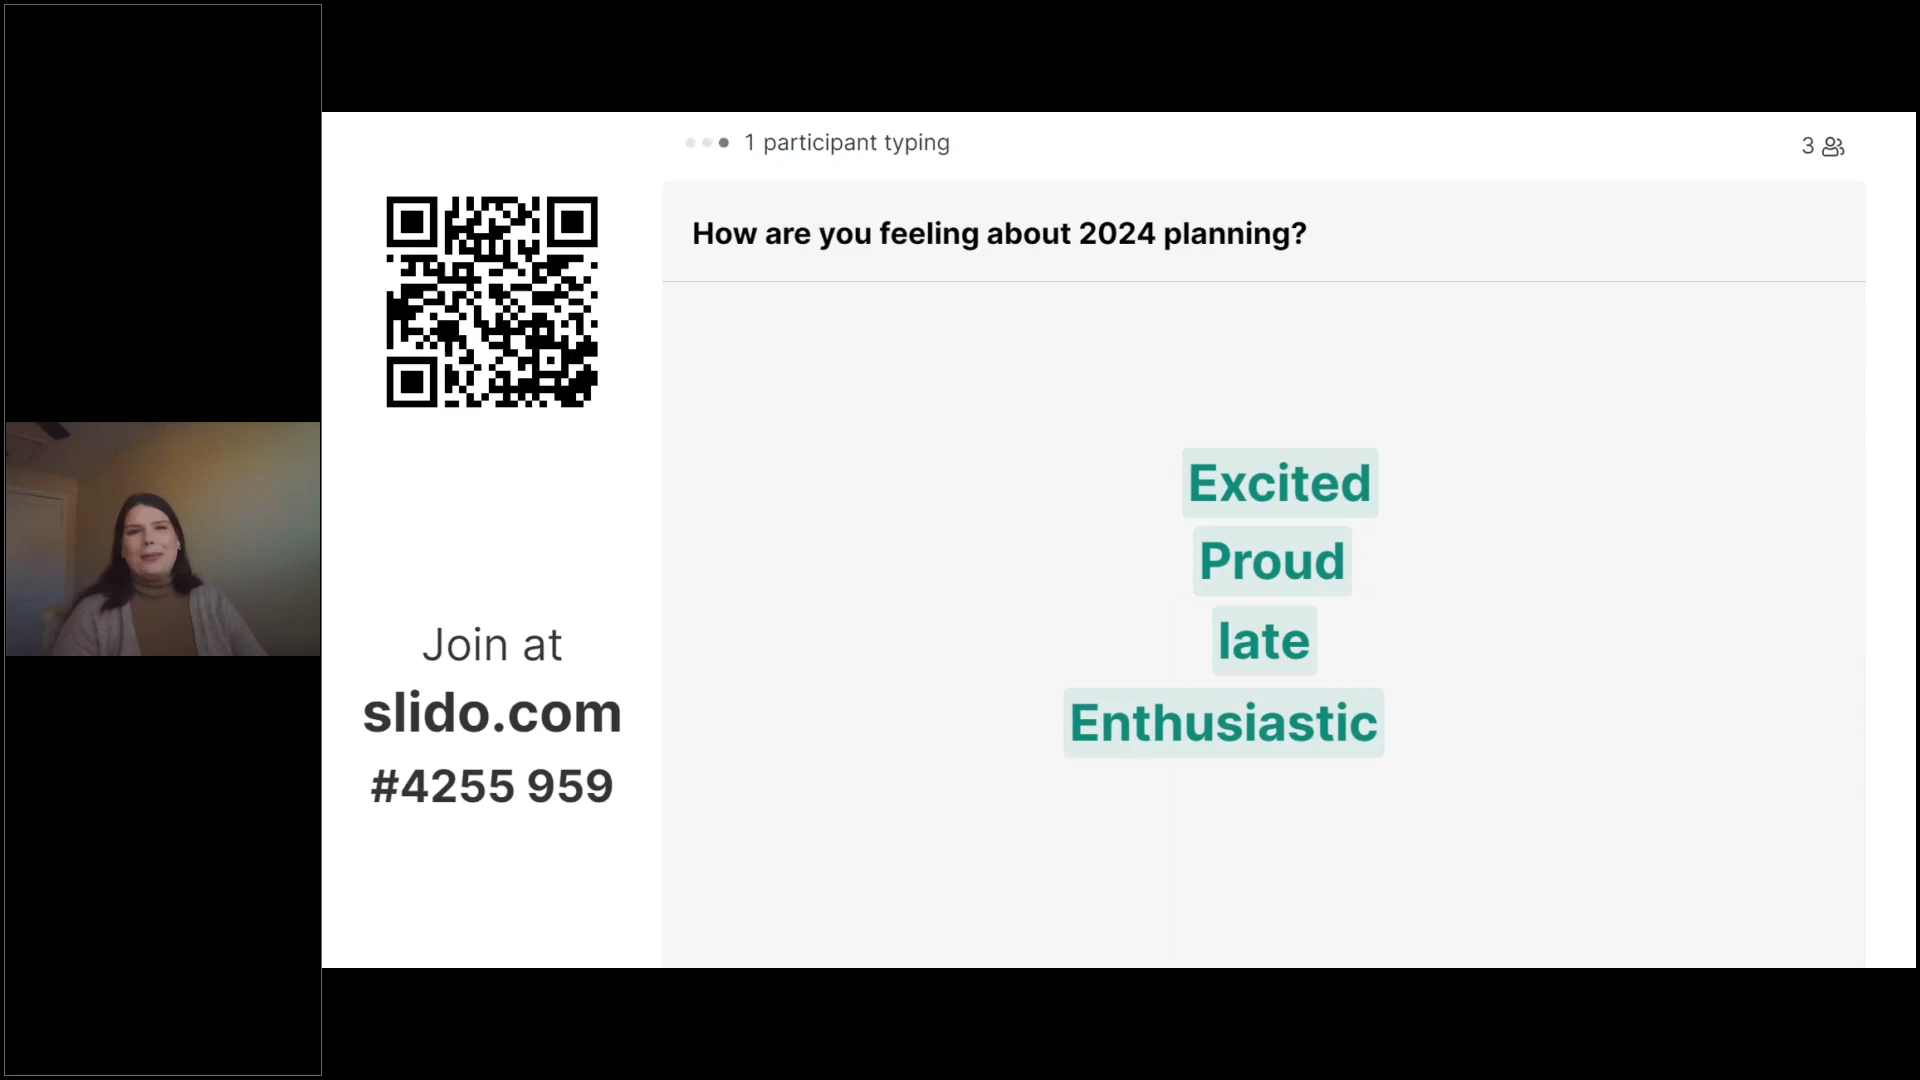 1 participant typing
3
How are you feeling about 2024 planning?
Excited
Proud
late
Enthusiastic
Join at
slido.com
#4255 959